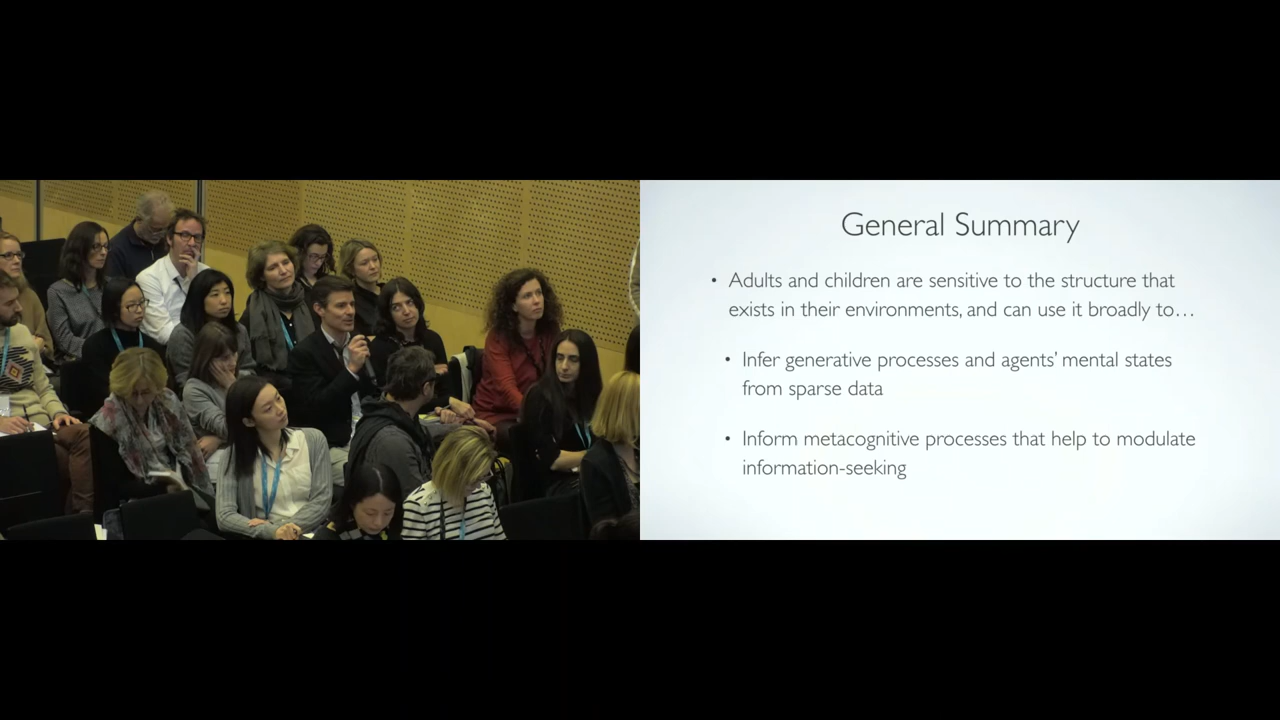 General Summary
• Adults and children are sensitive to the structure that
exists in their environments, and can use it broadly to…
• Infer generative processes and agents’ mental states
from sparse data
• Inform metacognitive processes that help to modulate
information-seeking